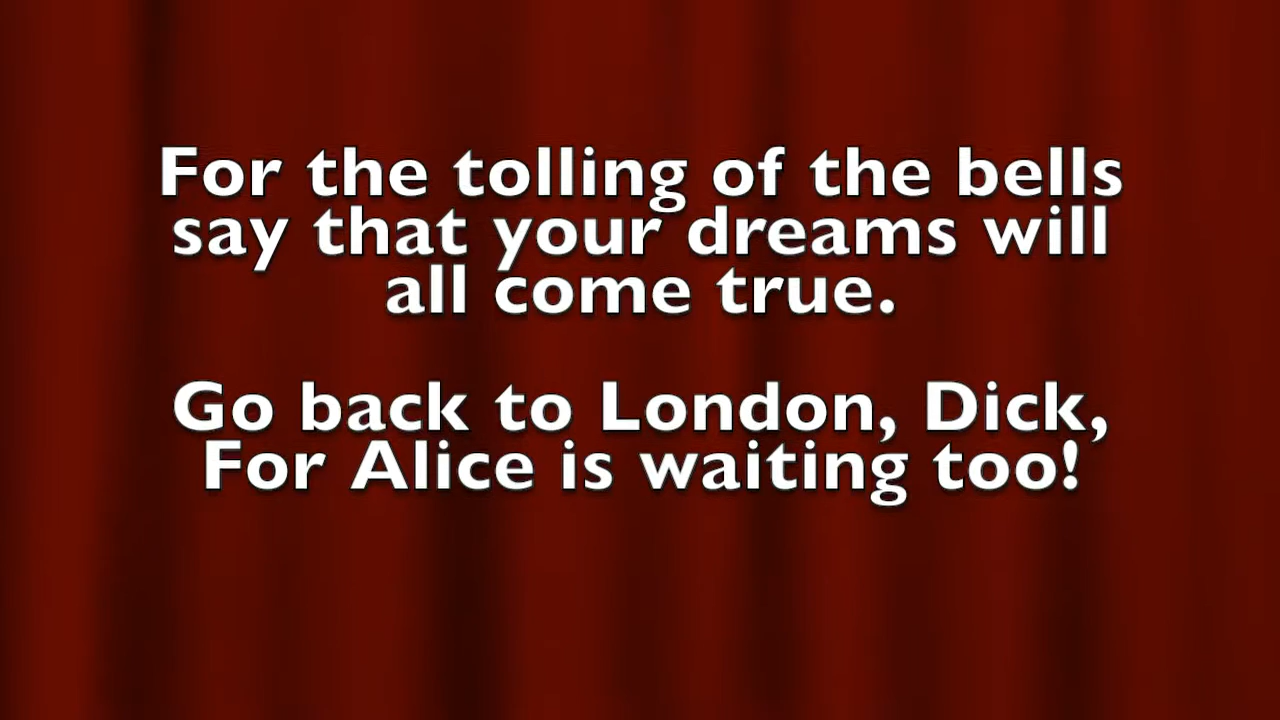 For the tolling of the bells
say that your dreams will
all come true.
Go back to London, Dick,
For Alice is waiting too!